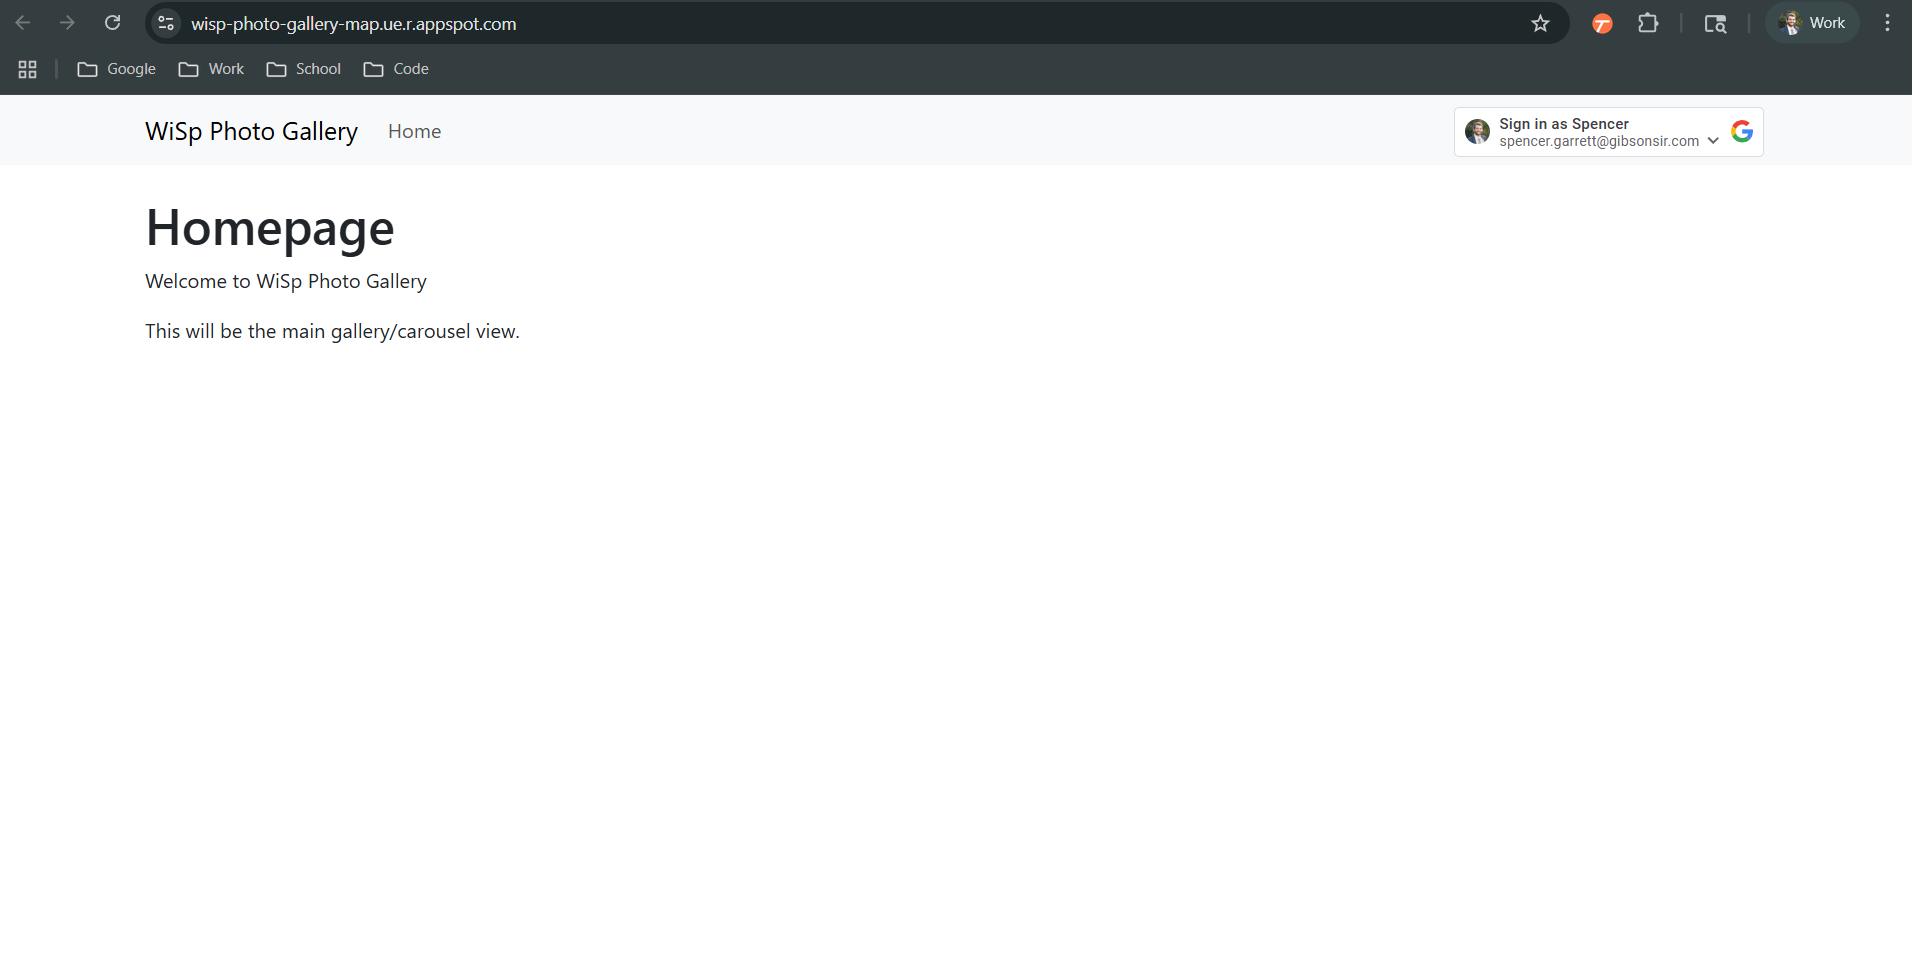 wisp-photo-gallery-map.ue.r.appspot.com
Work
Google
Work
School
Code
WiSp Photo Gallery
Home
Sign in as Spencer
spencer.garrett@gibsonsir.com
Homepage
Welcome to WiSp Photo Gallery
This will be the main gallery/carousel view.